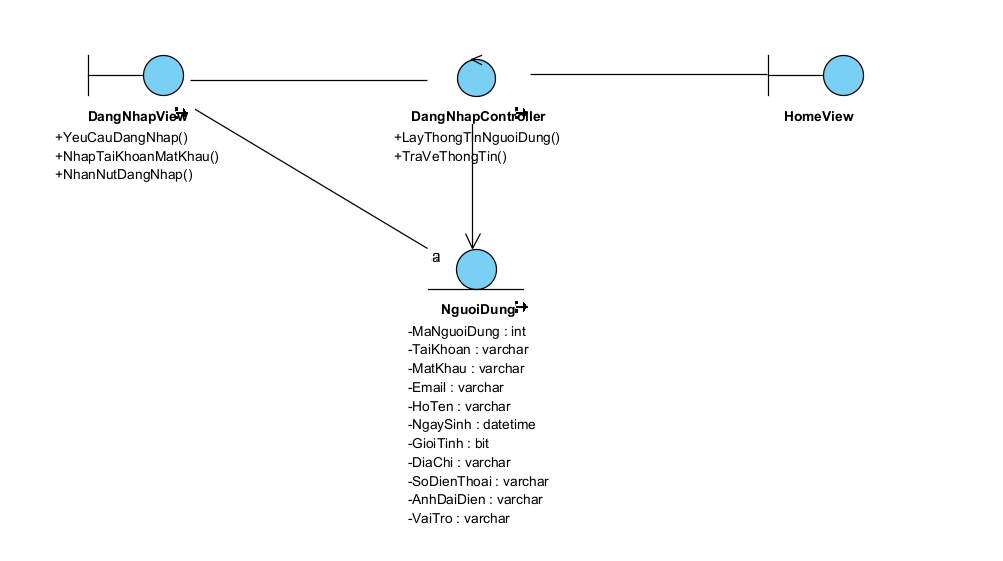 DangNhapView
+YeuCauDangNhap()
+NhapTaiKhoanMatKhau()
+NhanNutDangNhap()
DangNhapController
+LayThongTinNguoiDung()
+TraVeThongTin()
HomeView
a
NguoiDung
-MaNguoiDung : int
-TaiKhoan : varchar
-MatKhau : varchar
-Email : varchar
-HoTen : varchar
-NgaySinh : datetime
-GioiTinh : bit
-DiaChi : varchar
-SoDienThoai : varchar
-AnhDaiDien : varchar
-VaiTro : varchar